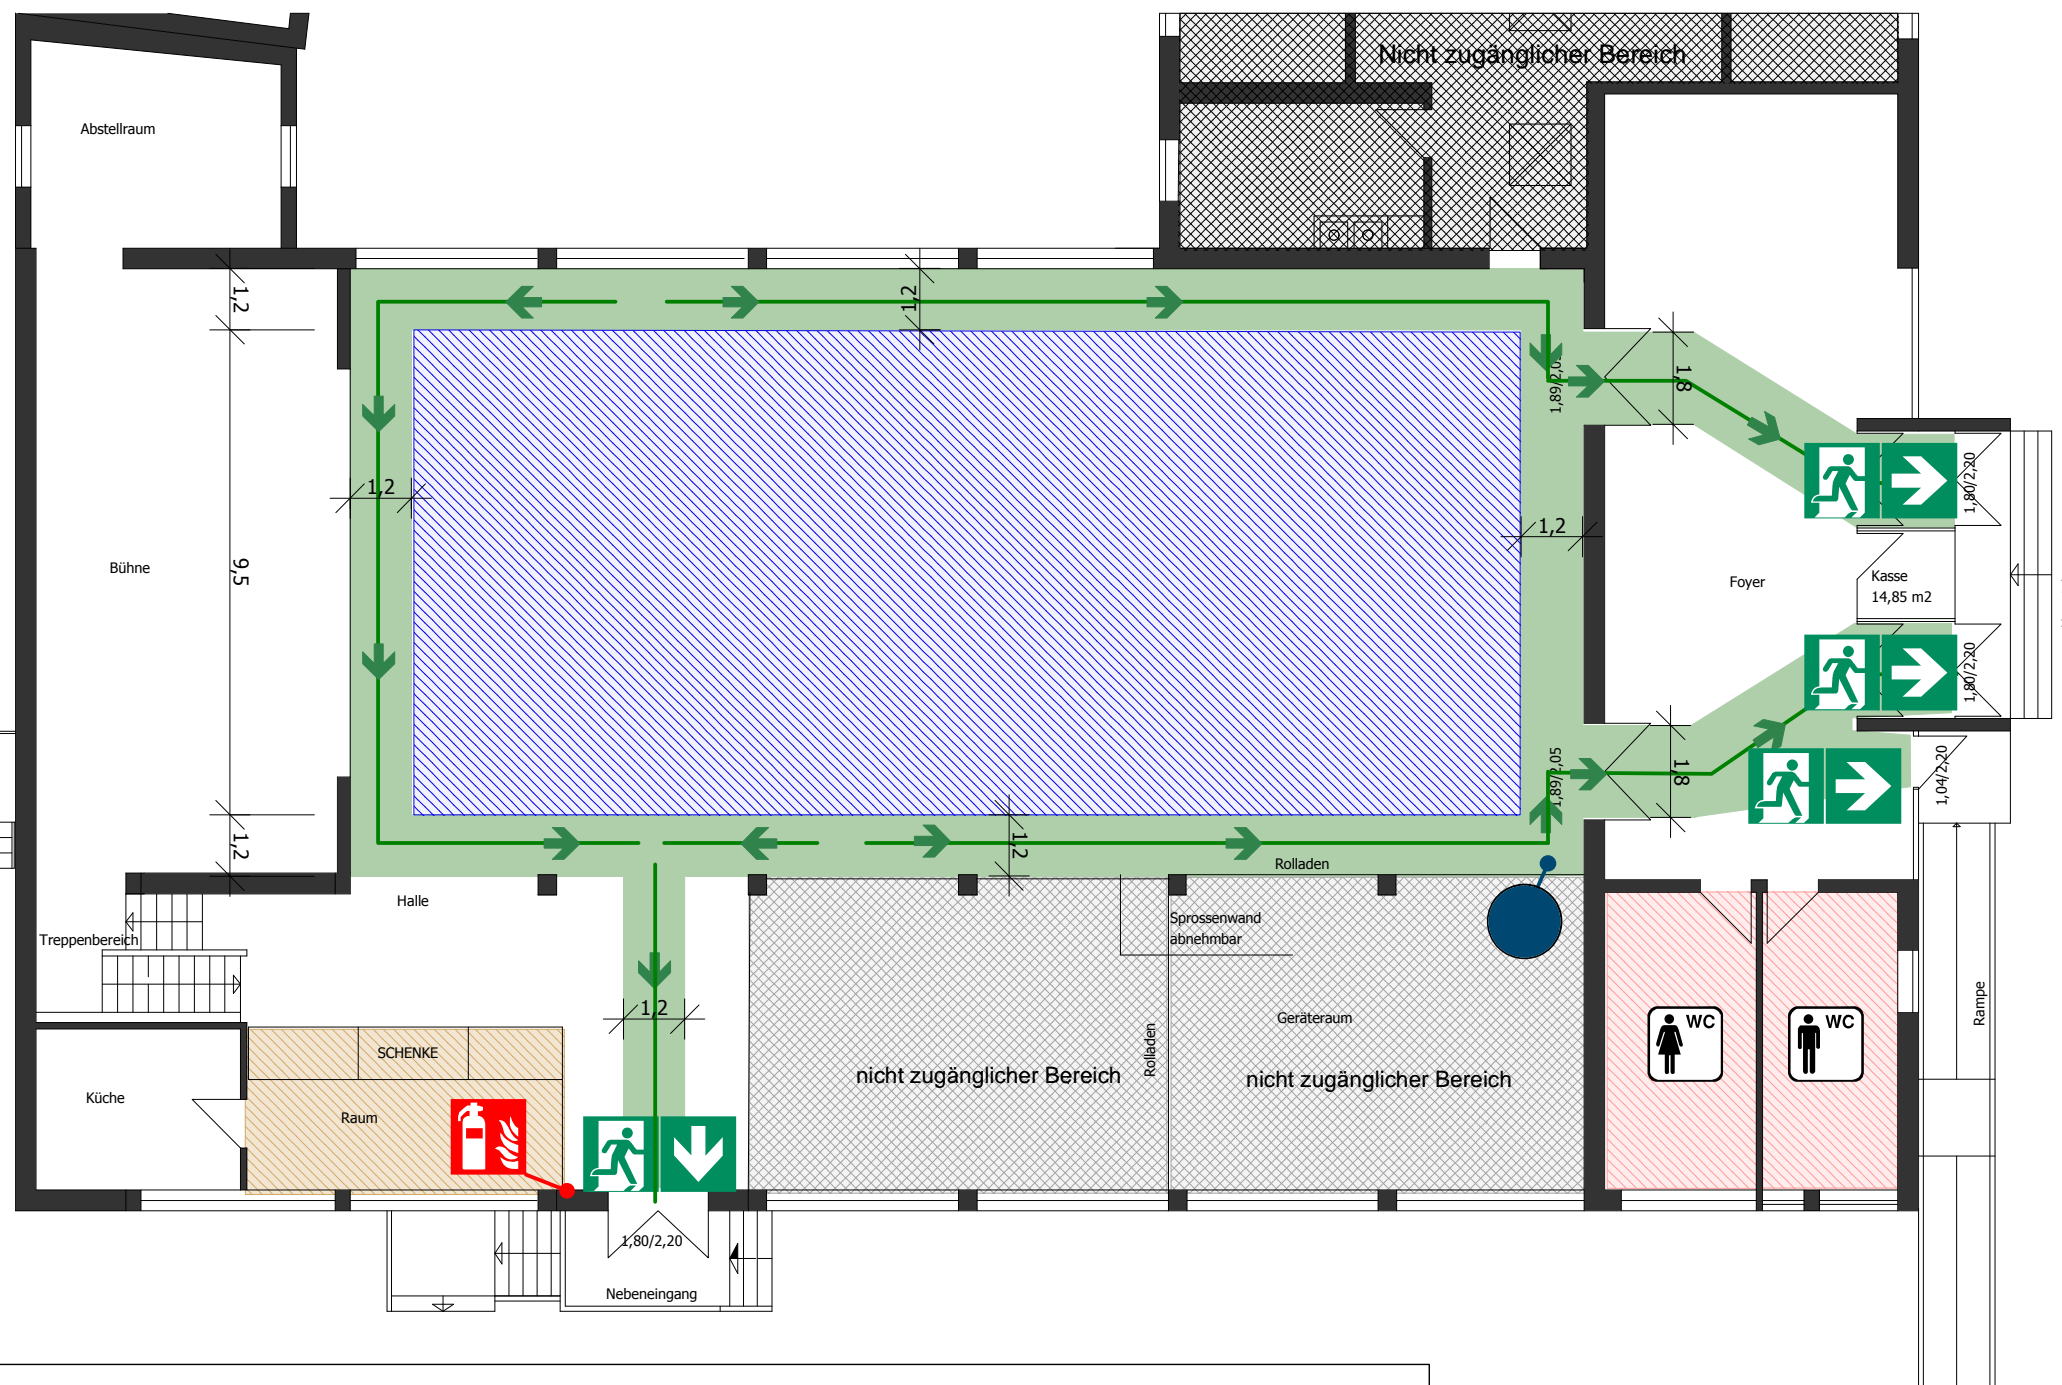 Nicht zugänglicher Bereich
Abstellraum
1,2
1,2
1,8
1,2
9,5
1,2
1,80/2,20
Bühne
Foyer
Kasse
14,85 m2
1,80/2,20
1,89/2,05
1,8
1,04/2,20
1,2
1,2
Rolladen
Halle
Sprossenwand
abnehmbar
Treppenbereich
1,2
Geräteraum
Rampe
WC
WC
SCHENKE
Rolladen
nicht zugänglicher Bereich
nicht zugänglicher Bereich
Küche
Raum
1,80/2,20
Nebeneingang